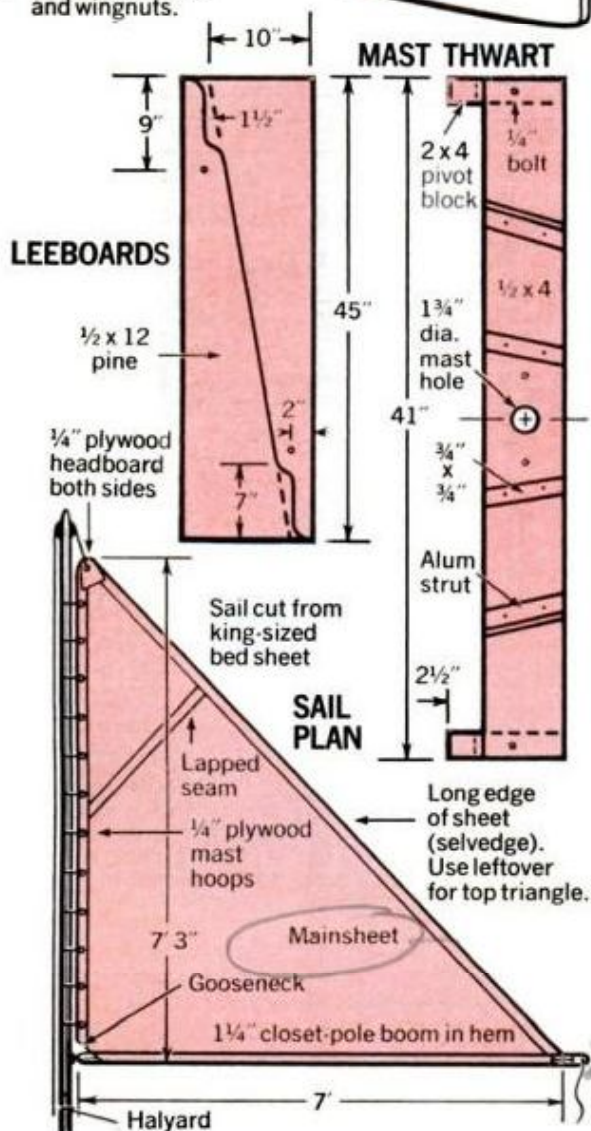 and wingnuts.
10"
MAST THWART
9"
1½"
2 x 4
pivot
block
¼"
bolt
LEEBOARDS
45"
½ x 4
½ x 12
pine
1¾"
dia.
mast
hole
2"
41"
¼" plywood
headboard
both sides
7"
¾"
x
¾"
Alum
strut
Sail cut from
king-sized
bed sheet
2½"
SAIL
PLAN
Lapped
seam
Long edge
of sheet
(selvedge).
Use leftover
for top triangle.
¼" plywood
mast
hoops
7' 3"
Mainsheet
Gooseneck
1¼" closet-pole boom in hem
7'
Halyard